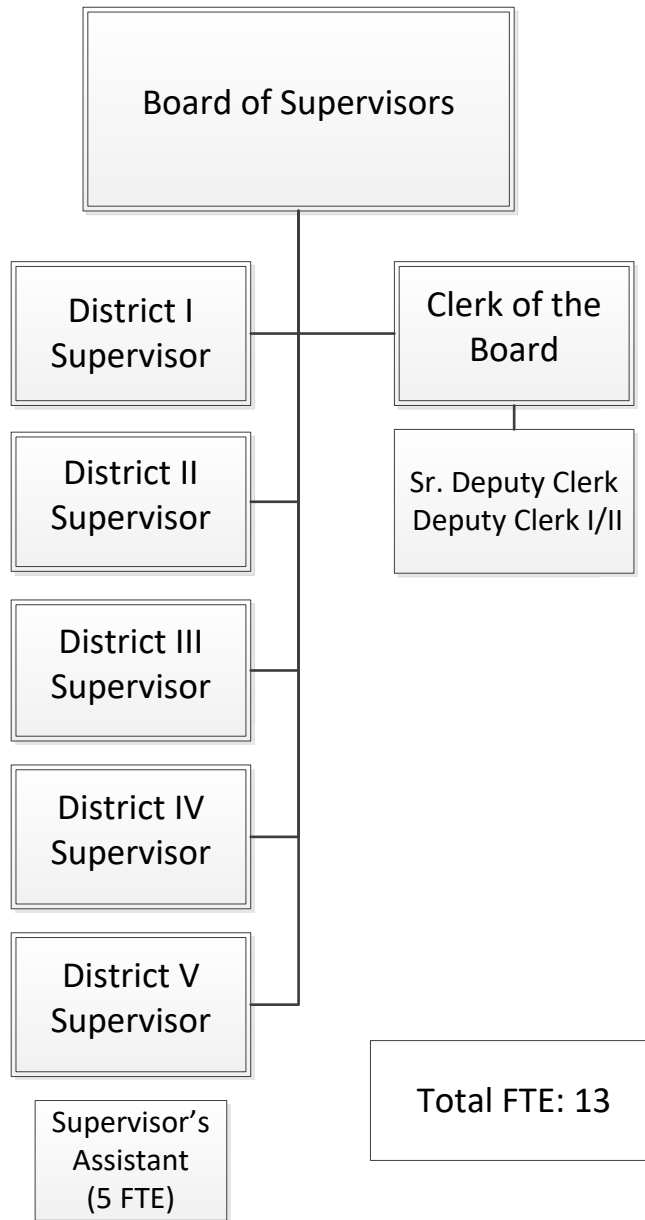 Board of Supervisors
District I
Supervisor
Clerk of the
Board
District II
Supervisor
Sr. Deputy Clerk
Deputy Clerk I/II
District III
Supervisor
District IV
Supervisor
District V
Supervisor
Supervisor’s
Assistant
(5 FTE)
Total FTE: 13